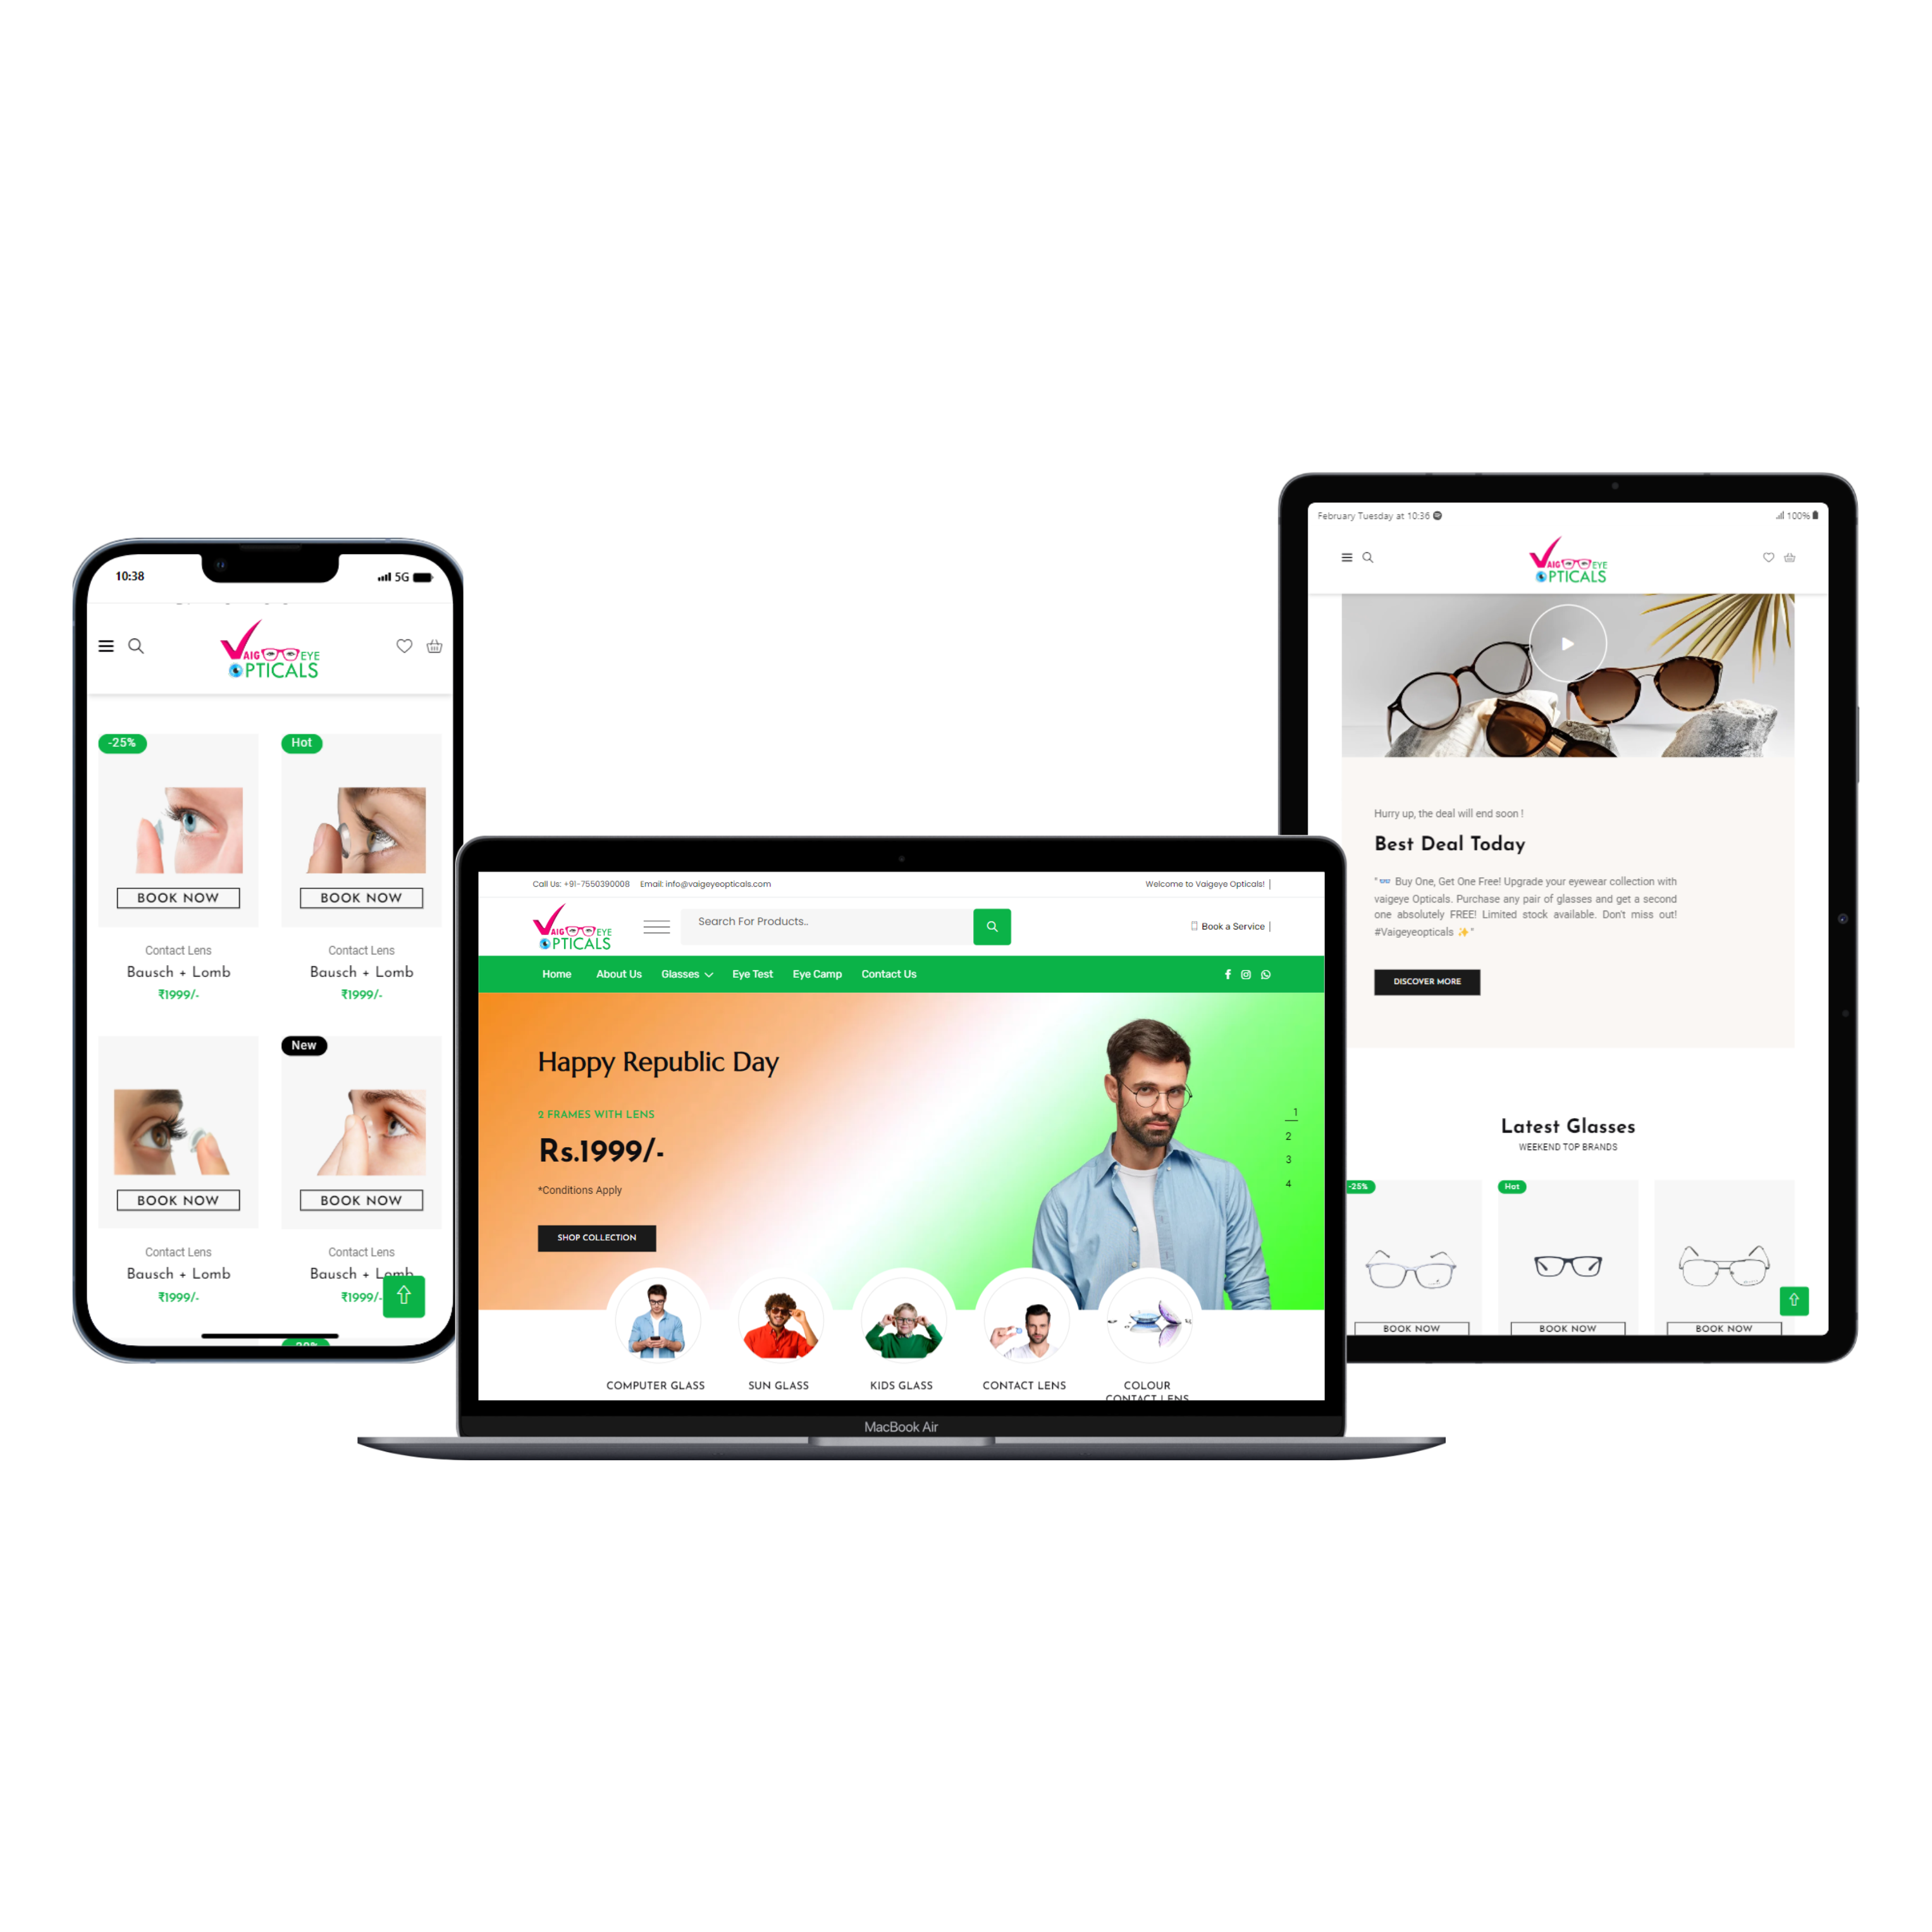 10:38
5G
VAIG EYE
OPTICALS
-25%
Hot
BOOK NOW
BOOK NOW
Contact Lens
Contact Lens
Bausch + Lomb
Bausch + Lomb
₹1999/-
₹1999/-
New
BOOK NOW
BOOK NOW
Contact Lens
Contact Lens
Bausch + Lomb
Bausch + Lomb
₹1999/-
₹1999/-
Call Us: +91-7550390008 Email: info@vaigeyeopticals.com
Welcome to Vaigeye Opticals! |
VAIG EYE
OPTICALS
Search For Products..
Book a Service |
Home About Us Glasses Eye Test Eye Camp Contact Us
Happy Republic Day
2 FRAMES WITH LENS
Rs.1999/-
*Conditions Apply
SHOP COLLECTION
1
2
3
4
COMPUTER GLASS
SUN GLASS
KIDS GLASS
CONTACT LENS
COLOUR
CONTACT LENS
MacBook Air
February Tuesday at 10:36
100%
VAIG EYE
OPTICALS
Hurry up, the deal will end soon !
Best Deal Today
"👓 Buy One, Get One Free! Upgrade your eyewear collection with
vaigeye Opticals. Purchase any pair of glasses and get a second
one absolutely FREE! Limited stock available. Don't miss out!
#Vaigeyeopticals ✨"
DISCOVER MORE
Latest Glasses
WEEKEND TOP BRANDS
-25%
Hot
BOOK NOW
BOOK NOW
BOOK NOW